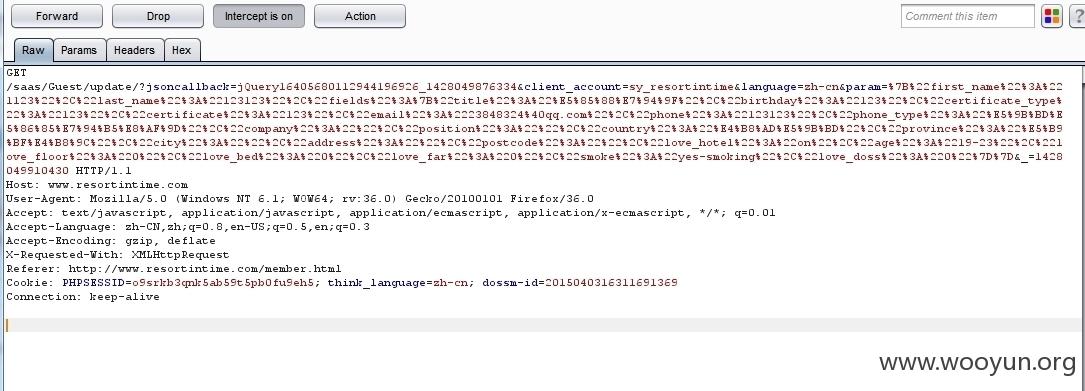 Forward Drop Intercept is on Action Comment this item ?
Raw Params Headers Hex
GET
/saas/Guest/update/?jsoncallback=jQuery16405680112944196926_1428049876334&client_account=sy_resortintime&language=zh-cn&param=%7B%22first_name%22%3A%22
1123%22%2C%22last_name%22%3A%22123123%22%2C%22fields%22%3A%7B%22title%22%3A%22%E5%85%88%E7%94%9F%22%2C%22birthday%22%3A%22123%22%2C%22certificate_type%
22%3A%22123%22%2C%22certificate%22%3A%22123%22%2C%22email%22%3A%223848324%40qq.com%22%2C%22phone%22%3A%22123123%22%2C%22phone_type%22%3A%22%E5%9B%BD%E
5%86%85%E7%94%B5%E8%AF%9D%22%2C%22company%22%3A%22%22%2C%22position%22%3A%22%22%2C%22country%22%3A%22%E4%B8%AD%E5%9B%BD%22%2C%22province%22%3A%22%E5%B9
%BF%E4%B8%9C%22%2C%22city%22%3A%22%22%2C%22address%22%3A%22%22%2C%22postcode%22%3A%22%22%2C%22love_hotel%22%3A%22on%22%2C%22age%22%3A%2219-23%22%2C%22l
ove_floor%22%3A%220%22%2C%22love_bed%22%3A%220%22%2C%22love_far%22%3A%220%22%2C%22smoke%22%3A%22yes-smoking%22%2C%22love_doss%22%3A%220%22%7D%7D&_=1428
049910430 HTTP/1.1
Host: www.resortintime.com
User-Agent: Mozilla/5.0 (Windows NT 6.1; WOW64; rv:36.0) Gecko/20100101 Firefox/36.0
Accept: text/javascript, application/javascript, application/ecmascript, application/x-ecmascript, */*; q=0.01
Accept-Language: zh-CN,zh;q=0.8,en-US;q=0.5,en;q=0.3
Accept-Encoding: gzip, deflate
X-Requested-With: XMLHttpRequest
Referer: http://www.resortintime.com/member.html
Cookie: PHPSESSID=o9srkb3qnk5ab59t5pb0fu9eh5; think_language=zh-cn; dossm-id=2015040316311691369
Connection: keep-alive
www.wooyun.org